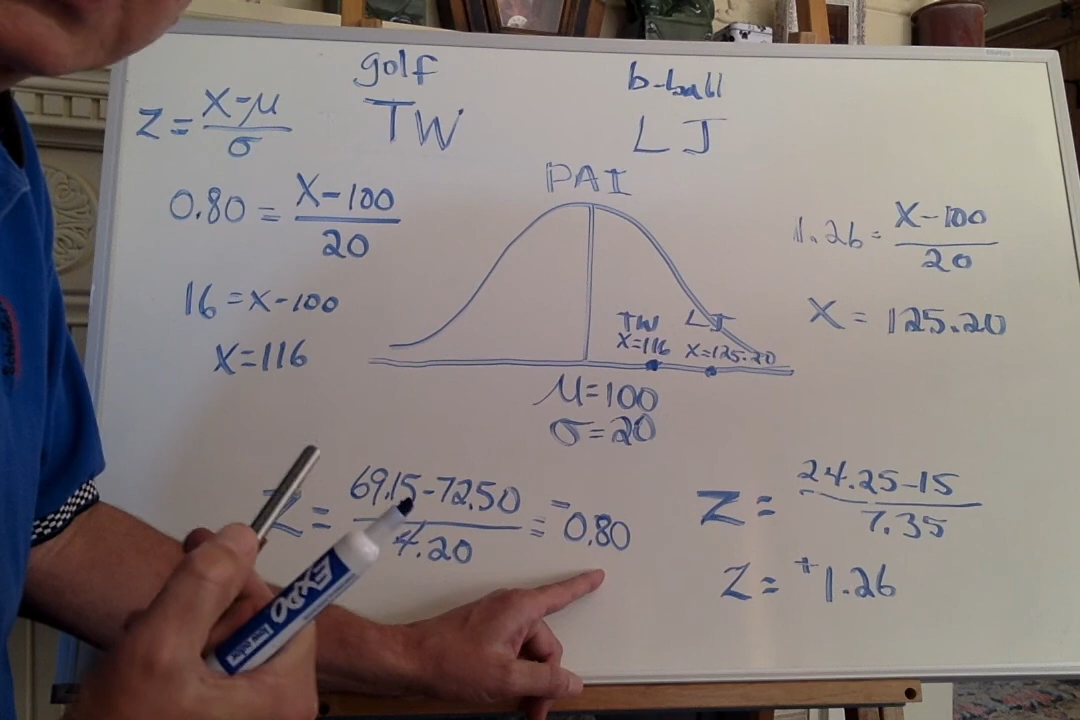 golf
b-ball
TW
LJ
Z = X-μ / σ
PAI
0.80 = X-100 / 20
16 = X-100
X = 116
1.26 = X-100 / 20
X = 125.20
TW
X=116
LJ
X=125.20
μ=100
σ=20
Z = 69.15-72.50 / 4.20 = -0.80
Z = 24.25-15 / 7.35
Z = +1.26
EXPO